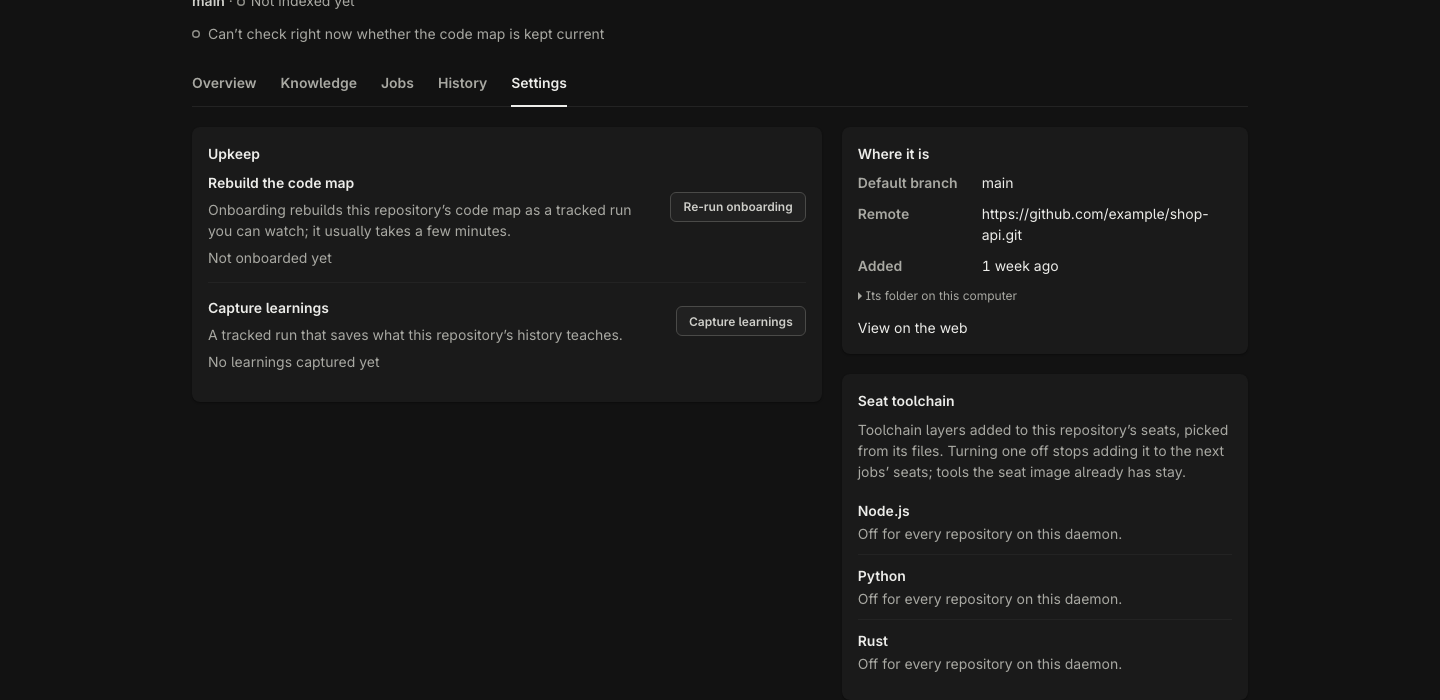 main · Not indexed yet
Can’t check right now whether the code map is kept current
Overview Knowledge Jobs History Settings
Upkeep
Rebuild the code map
Onboarding rebuilds this repository’s code map as a tracked run
you can watch; it usually takes a few minutes.
Not onboarded yet
Re-run onboarding
Capture learnings
A tracked run that saves what this repository’s history teaches.
No learnings captured yet
Capture learnings
Where it is
Default branch main
Remote https://github.com/example/shop-
api.git
Added 1 week ago
Its folder on this computer
View on the web
Seat toolchain
Toolchain layers added to this repository’s seats, picked
from its files. Turning one off stops adding it to the next
jobs’ seats; tools the seat image already has stay.
Node.js
Off for every repository on this daemon.
Python
Off for every repository on this daemon.
Rust
Off for every repository on this daemon.